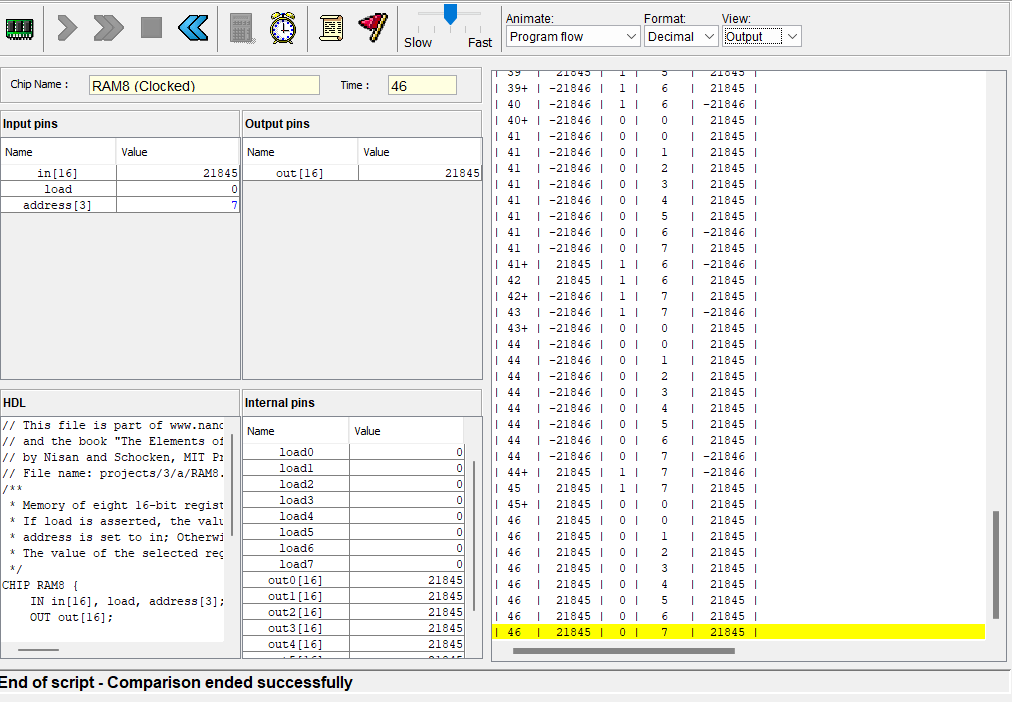 Slow Fast
Animate:
Program flow
Format:
Decimal
View:
Output
Chip Name : RAM8 (Clocked) Time : 46
Input pins
Name Value
in[16] 21845
load 0
address[3] 7
Output pins
Name Value
out[16] 21845
HDL
// This file is part of www.nanc
// and the book "The Elements of
// by Nisan and Schocken, MIT Pr
// File name: projects/3/a/RAM8.
/**
* Memory of eight 16-bit regist
* If load is asserted, the valu
* address is set to in; Otherwi
* The value of the selected reg
*/
CHIP RAM8 {
IN in[16], load, address[3];
OUT out[16];
Internal pins
Name Value
load0 0
load1 0
load2 0
load3 0
load4 0
load5 0
load6 0
load7 0
out0[16] 21845
out1[16] 21845
out2[16] 21845
out3[16] 21845
out4[16] 21845
| 39 | 21845 | 1 | 5 | 21845 |
| 39+ | -21846 | 1 | 6 | 21845 |
| 40 | -21846 | 1 | 6 | -21846 |
| 40+ | -21846 | 0 | 0 | 21845 |
| 41 | -21846 | 0 | 0 | 21845 |
| 41 | -21846 | 0 | 1 | 21845 |
| 41 | -21846 | 0 | 2 | 21845 |
| 41 | -21846 | 0 | 3 | 21845 |
| 41 | -21846 | 0 | 4 | 21845 |
| 41 | -21846 | 0 | 5 | 21845 |
| 41 | -21846 | 0 | 6 | -21846 |
| 41 | -21846 | 0 | 7 | 21845 |
| 41+ | 21845 | 1 | 6 | -21846 |
| 42 | 21845 | 1 | 6 | 21845 |
| 42+ | -21846 | 1 | 7 | 21845 |
| 43 | -21846 | 1 | 7 | -21846 |
| 43+ | -21846 | 0 | 0 | 21845 |
| 44 | -21846 | 0 | 0 | 21845 |
| 44 | -21846 | 0 | 1 | 21845 |
| 44 | -21846 | 0 | 2 | 21845 |
| 44 | -21846 | 0 | 3 | 21845 |
| 44 | -21846 | 0 | 4 | 21845 |
| 44 | -21846 | 0 | 5 | 21845 |
| 44 | -21846 | 0 | 6 | 21845 |
| 44 | -21846 | 0 | 7 | -21846 |
| 44+ | 21845 | 1 | 7 | -21846 |
| 45 | 21845 | 1 | 7 | 21845 |
| 45+ | 21845 | 0 | 0 | 21845 |
| 46 | 21845 | 0 | 0 | 21845 |
| 46 | 21845 | 0 | 1 | 21845 |
| 46 | 21845 | 0 | 2 | 21845 |
| 46 | 21845 | 0 | 3 | 21845 |
| 46 | 21845 | 0 | 4 | 21845 |
| 46 | 21845 | 0 | 5 | 21845 |
| 46 | 21845 | 0 | 6 | 21845 |
| 46 | 21845 | 0 | 7 | 21845 |
End of script - Comparison ended successfully